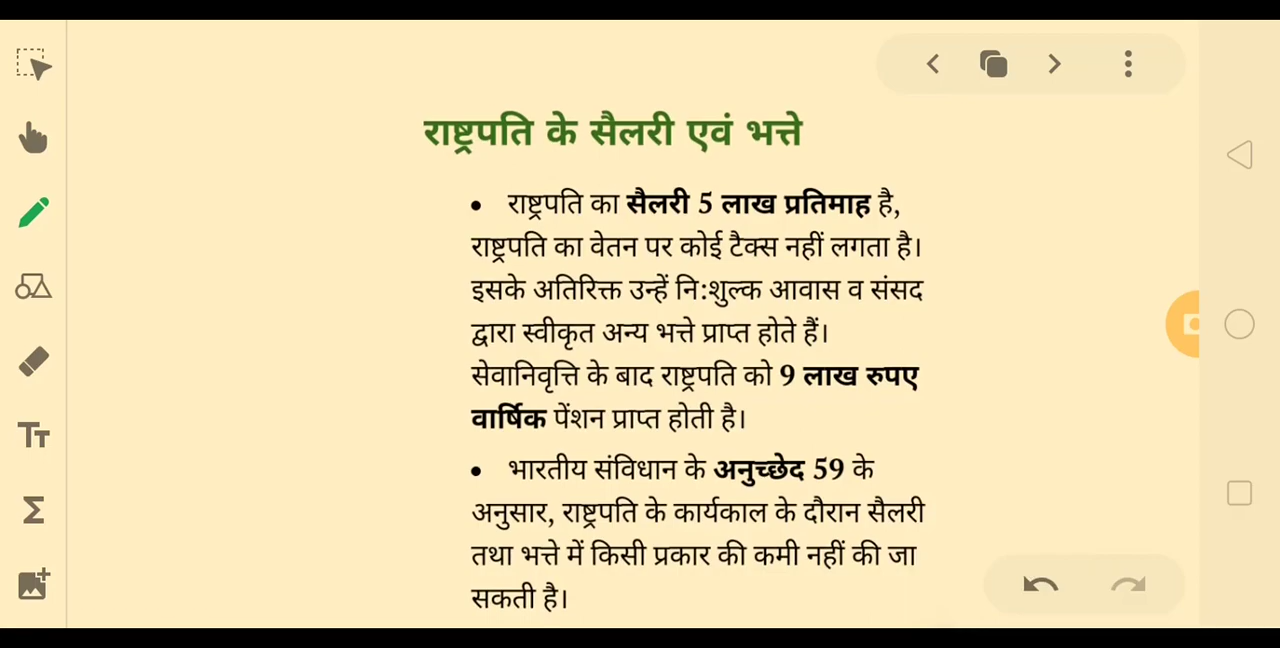 राष्ट्रपति के सैलरी एवं भत्ते
• राष्ट्रपति का सैलरी 5 लाख प्रतिमाह है,
राष्ट्रपति का वेतन पर कोई टैक्स नहीं लगता है।
इसके अतिरिक्त उन्हें नि:शुल्क आवास व संसद
द्वारा स्वीकृत अन्य भत्ते प्राप्त होते हैं।
सेवानिवृत्ति के बाद राष्ट्रपति को 9 लाख रुपए
वार्षिक पेंशन प्राप्त होती है।
• भारतीय संविधान के अनुच्छेद 59 के
अनुसार, राष्ट्रपति के कार्यकाल के दौरान सैलरी
तथा भत्ते में किसी प्रकार की कमी नहीं की जा
सकती है।